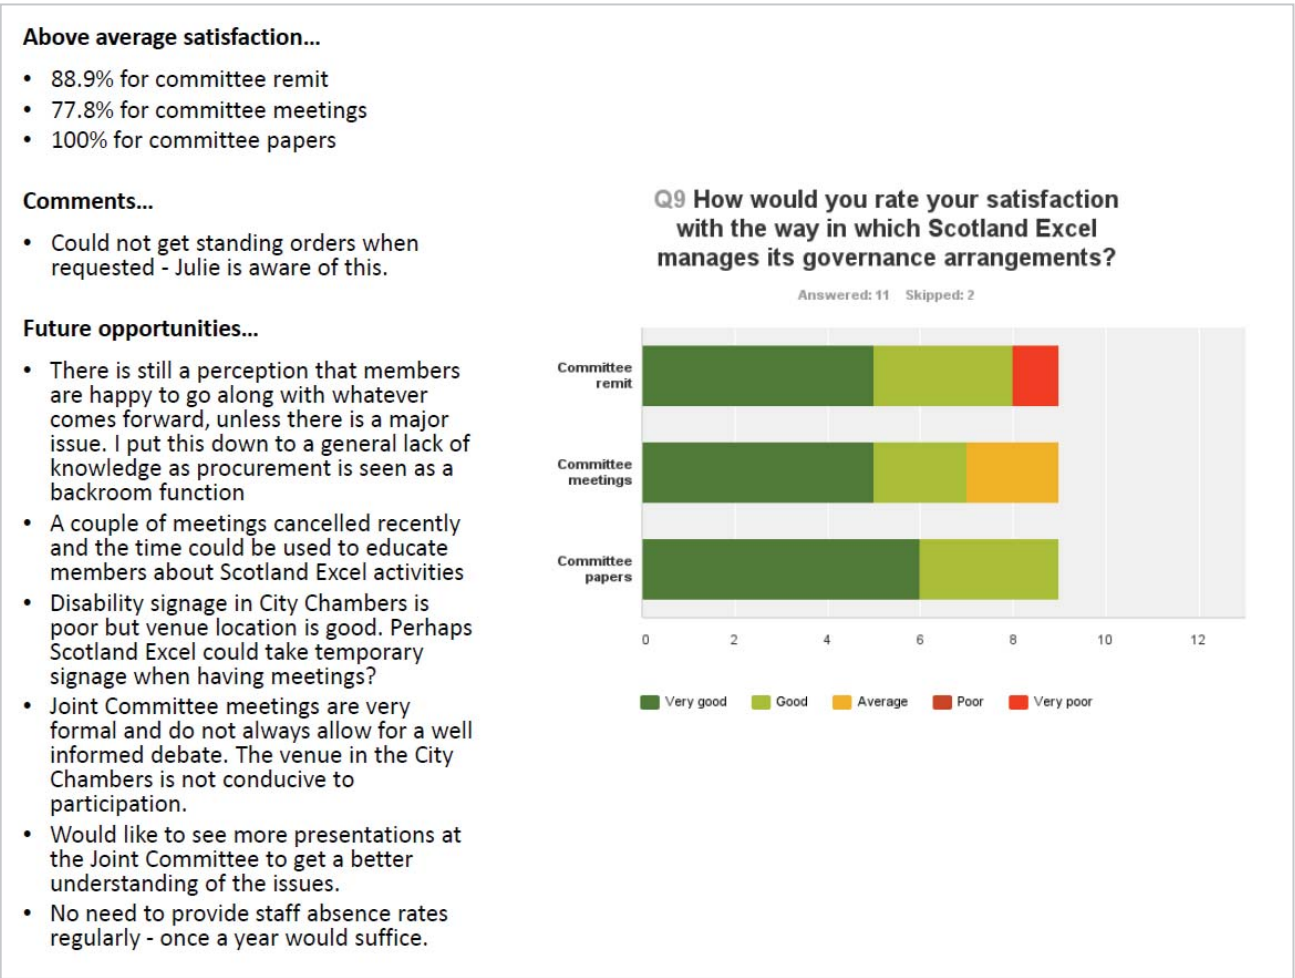 Above average satisfaction...
• 88.9% for committee remit
• 77.8% for committee meetings
• 100% for committee papers
Comments...
• Could not get standing orders when
requested - Julie is aware of this.
Future opportunities...
• There is still a perception that members
are happy to go along with whatever
comes forward, unless there is a major
issue. I put this down to a general lack of
knowledge as procurement is seen as a
backroom function
• A couple of meetings cancelled recently
and the time could be used to educate
members about Scotland Excel activities
• Disability signage in City Chambers is
poor but venue location is good. Perhaps
Scotland Excel could take temporary
signage when having meetings?
• Joint Committee meetings are very
formal and do not always allow for a well
informed debate. The venue in the City
Chambers is not conducive to
participation.
• Would like to see more presentations at
the Joint Committee to get a better
understanding of the issues.
• No need to provide staff absence rates
regularly - once a year would suffice.
Q9 How would you rate your satisfaction
with the way in which Scotland Excel
manages its governance arrangements?
Answered: 11 Skipped: 2
Committee
remit
Committee
meetings
Committee
papers
0 2 4 6 8 10 12
Very good Good Average Poor Very poor